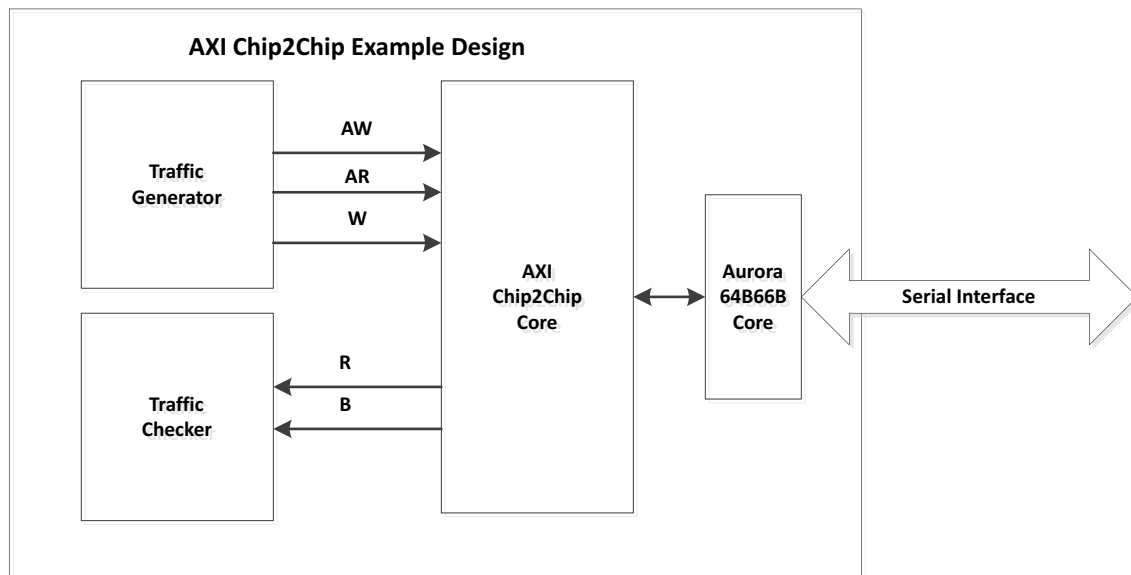 AXI Chip2Chip Example Design
Traffic
Generator
AW
AR
W
AXI
Chip2Chip
Core
Aurora
64B66B
Core
Serial Interface
Traffic
Checker
R
B